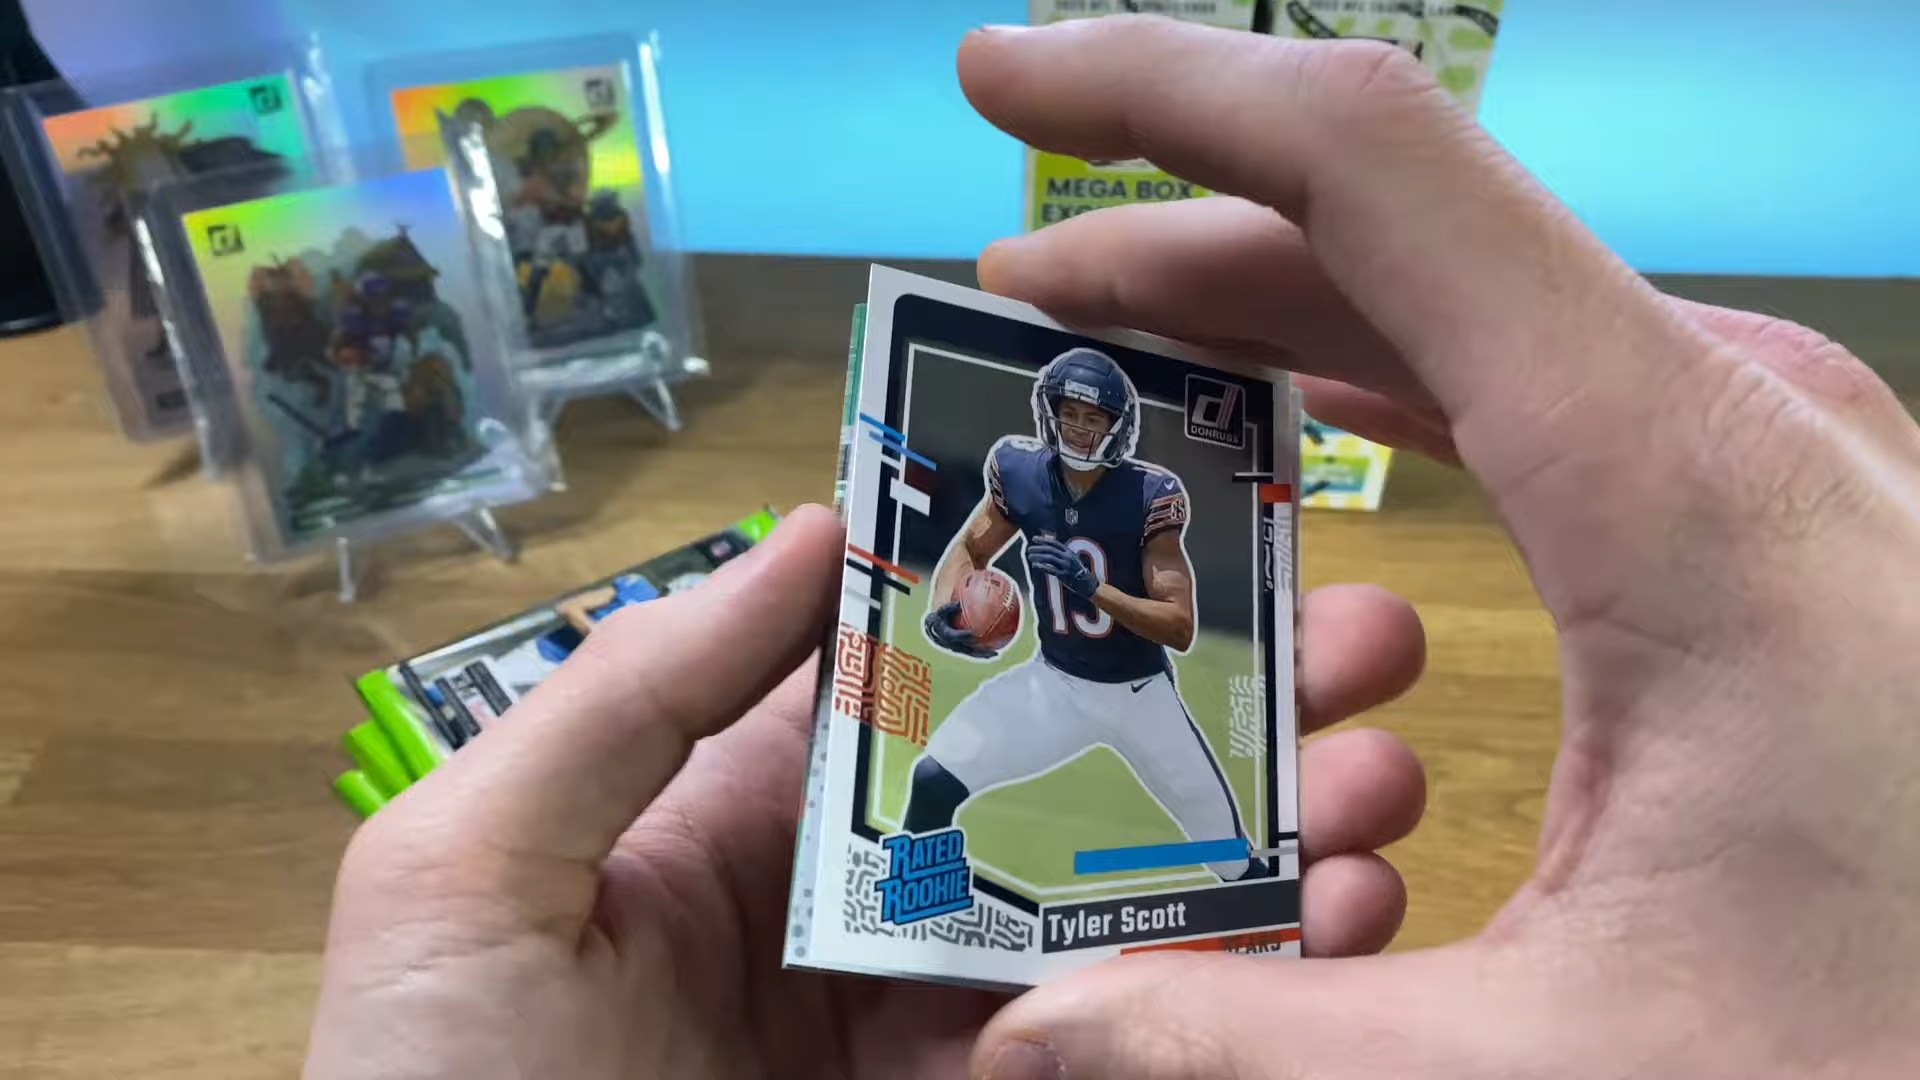 MEGA BOX
DONRUSS
13
RATED
ROOKIE
Tyler Scott